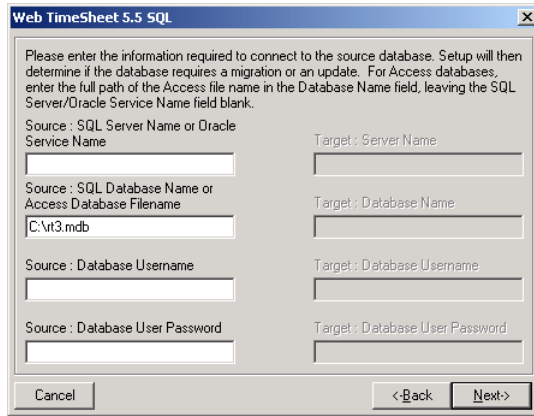 Web TimeSheet 5.5 SQL
Please enter the information required to connect to the source database. Setup will then
determine if the database requires a migration or an update. For Access databases,
enter the full path of the Access file name in the Database Name field, leaving the SQL
Server/Oracle Service Name field blank.
Source : SQL Server Name or Oracle
Service Name
Target : Server Name
Source : SQL Database Name or
Access Database Filename
Target : Database Name
C:\rt3.mdb
Source : Database Username
Target : Database Username
Source : Database User Password
Target : Database User Password
Cancel
<-Back
Next->